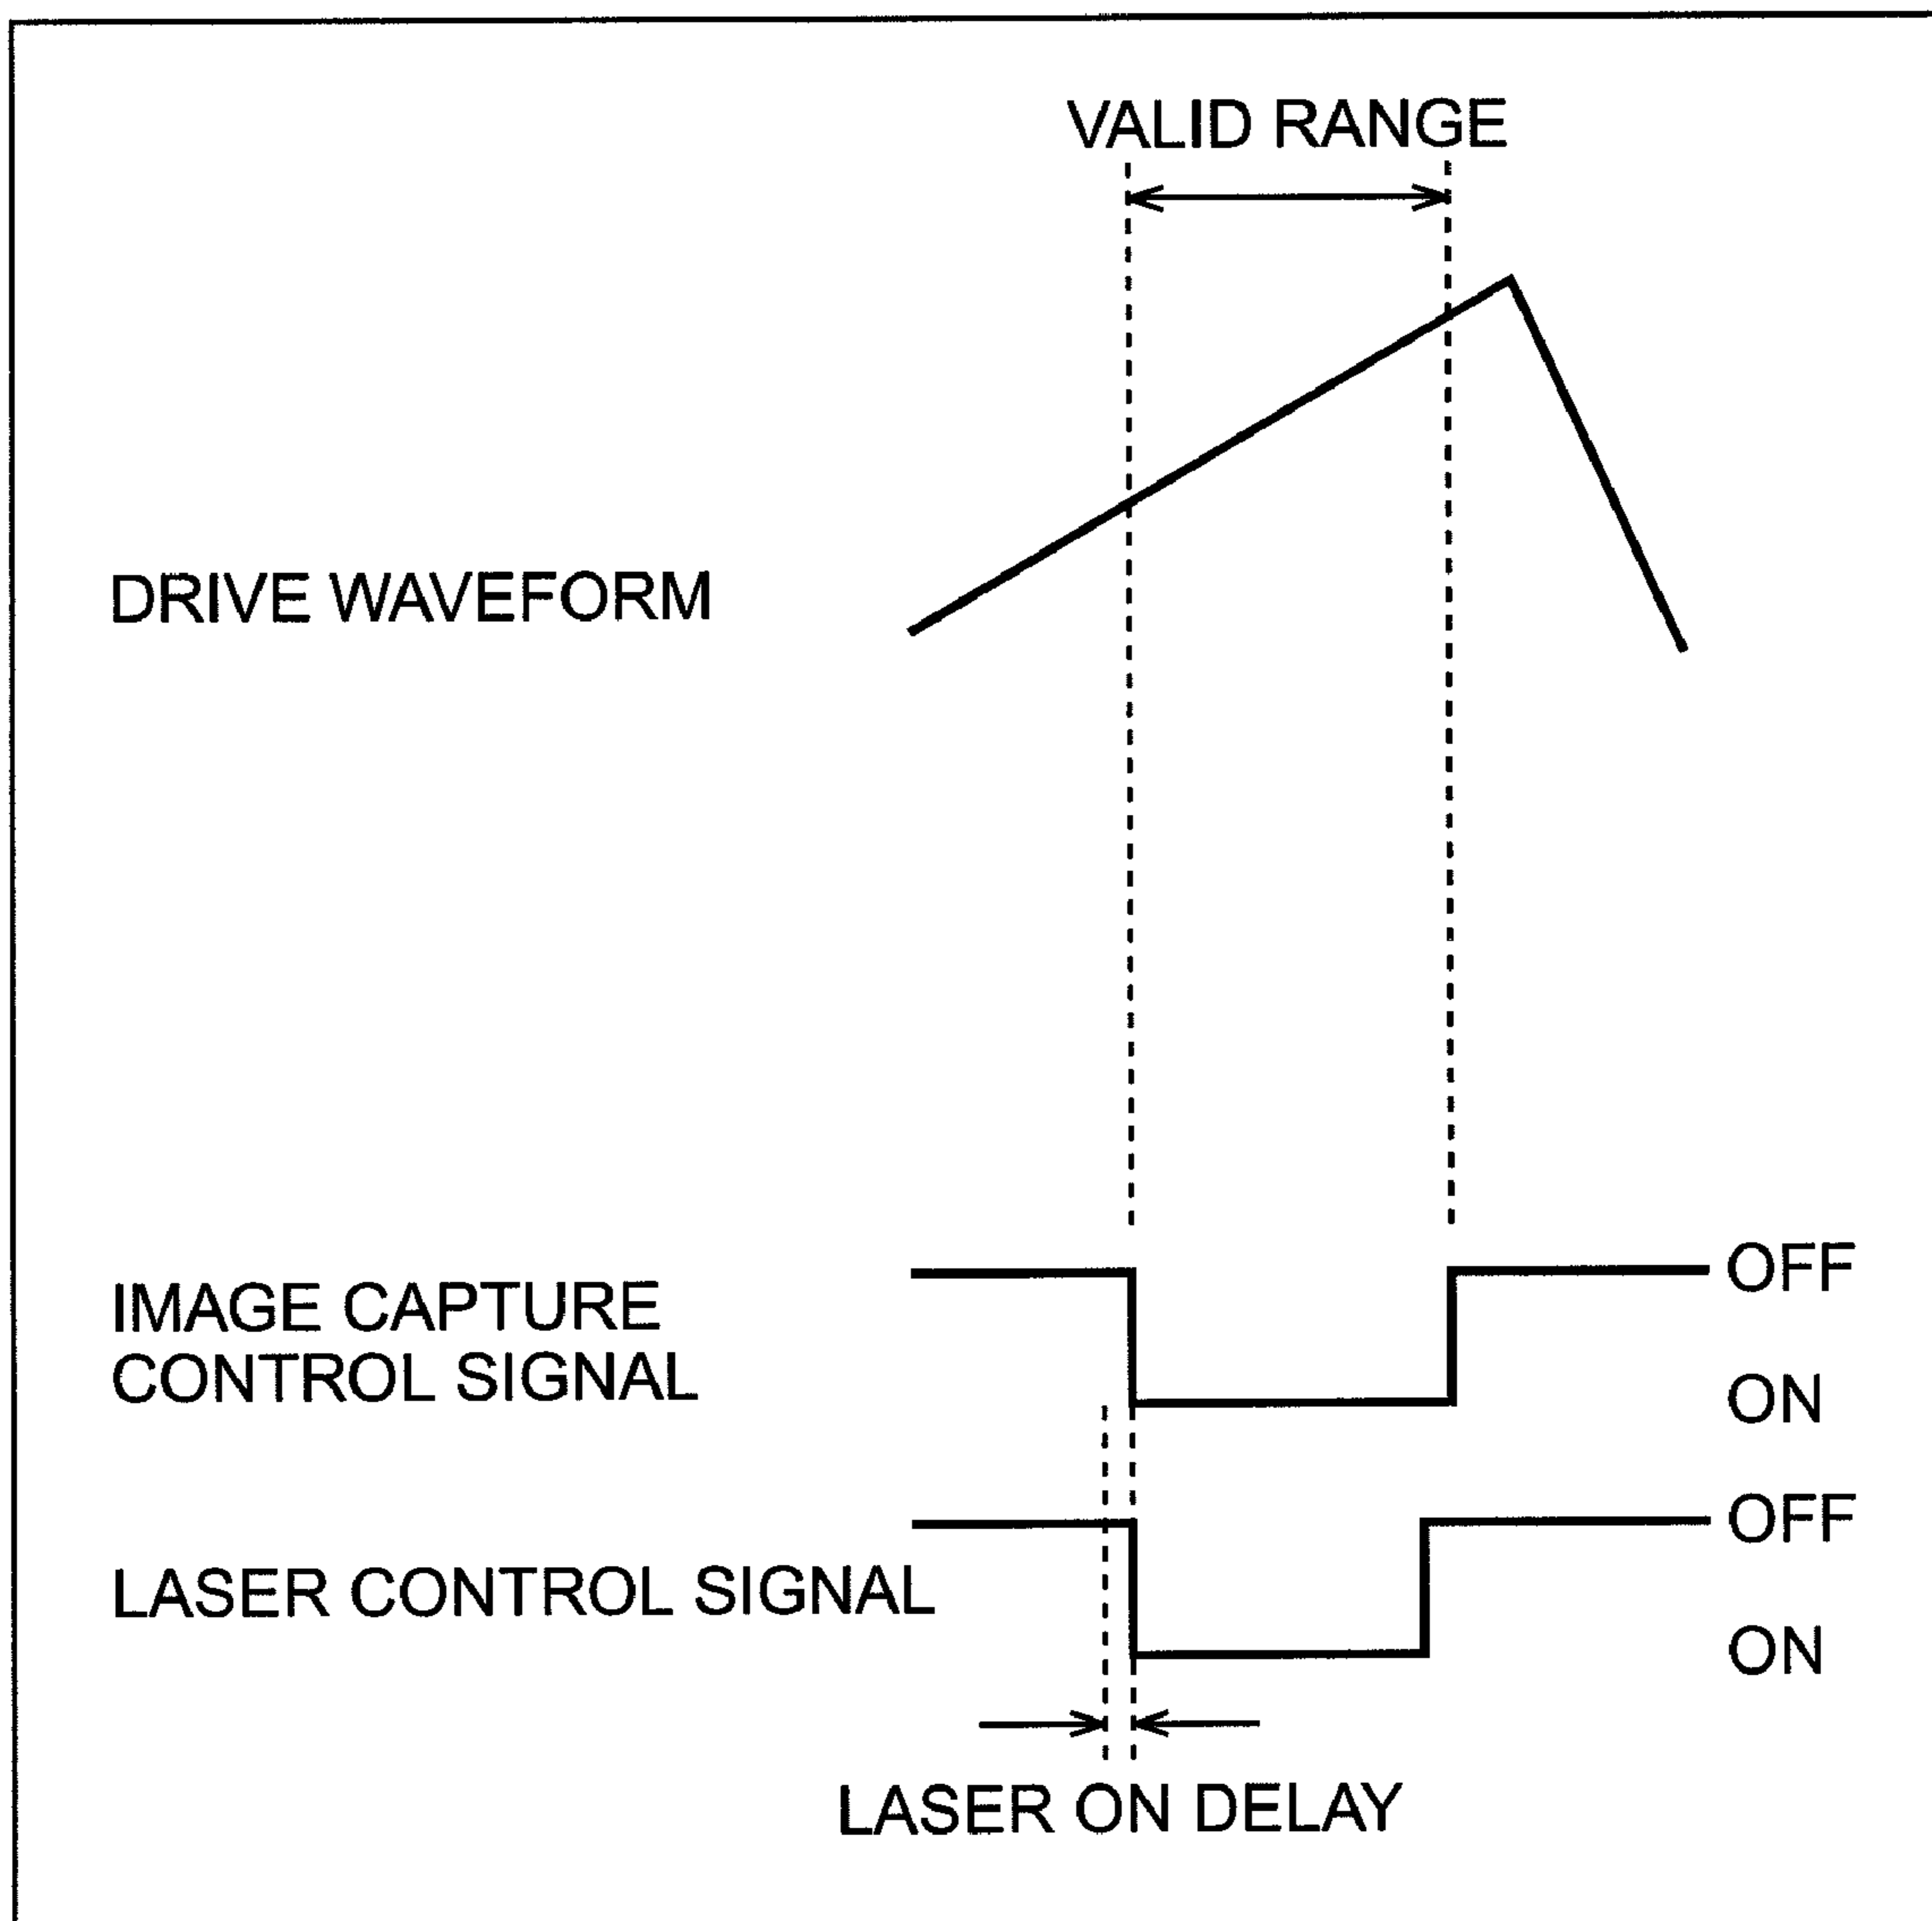 VALID RANGE
DRIVE WAVEFORM
IMAGE CAPTURE
CONTROL SIGNAL
OFF
ON
LASER CONTROL SIGNAL
OFF
ON
LASER ON DELAY